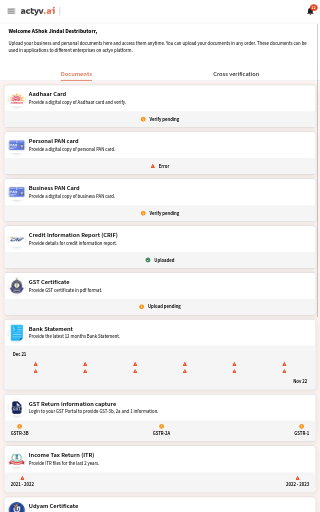 actyv.ai
Welcome AShok Jindal Distributorr,
Upload your business and personal documents here and access them anytime. You can upload your documents in any order. These documents can be
used in applications to different enterprises on actyv platform.
Documents
Cross verification
Aadhaar Card
Provide a digital copy of Aadhaar card and verify.
Verify pending
Personal PAN card
Provide a digital copy of personal PAN card.
Error
Business PAN Card
Provide a digital copy of business PAN card.
Verify pending
Credit Information Report (CRIF)
Provide details for credit information report.
Uploaded
GST Certificate
Provide GST certificate in pdf format.
Upload pending
Bank Statement
Provide the latest 12 months Bank Statement.
Dec 21
Nov 22
GST Return information capture
Login to your GST Portal to provide GST-3b, 2a and 1 information.
GSTR-3B
GSTR-2A
GSTR-1
Income Tax Return (ITR)
Provide ITR files for the last 2 years.
2021 - 2022
2022 - 2023
Udyam Certificate